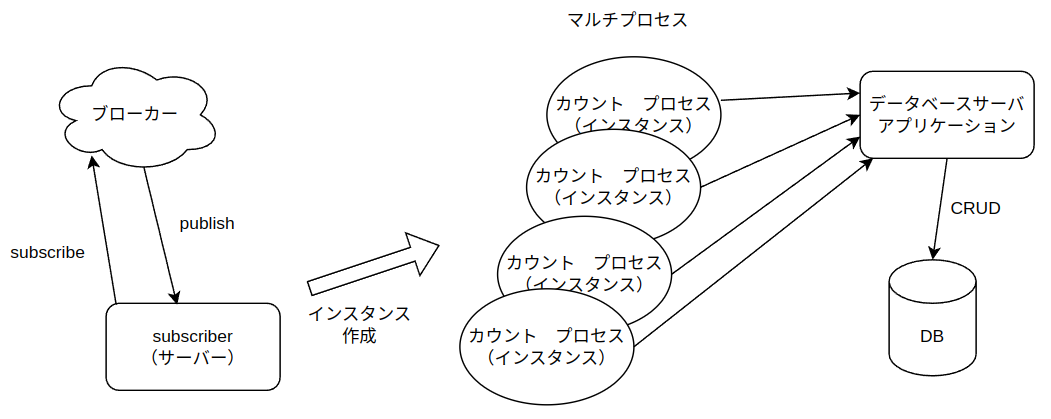 マルチプロセス
ブローカー
subscribe
publish
subscriber
（サーバー）
インスタンス
作成
カウント　プロセス
（インスタンス）
カウント　プロセス
（インスタンス）
カウント　プロセス
（インスタンス）
カウント　プロセス
（インスタンス）
データベースサーバ
アプリケーション
CRUD
DB